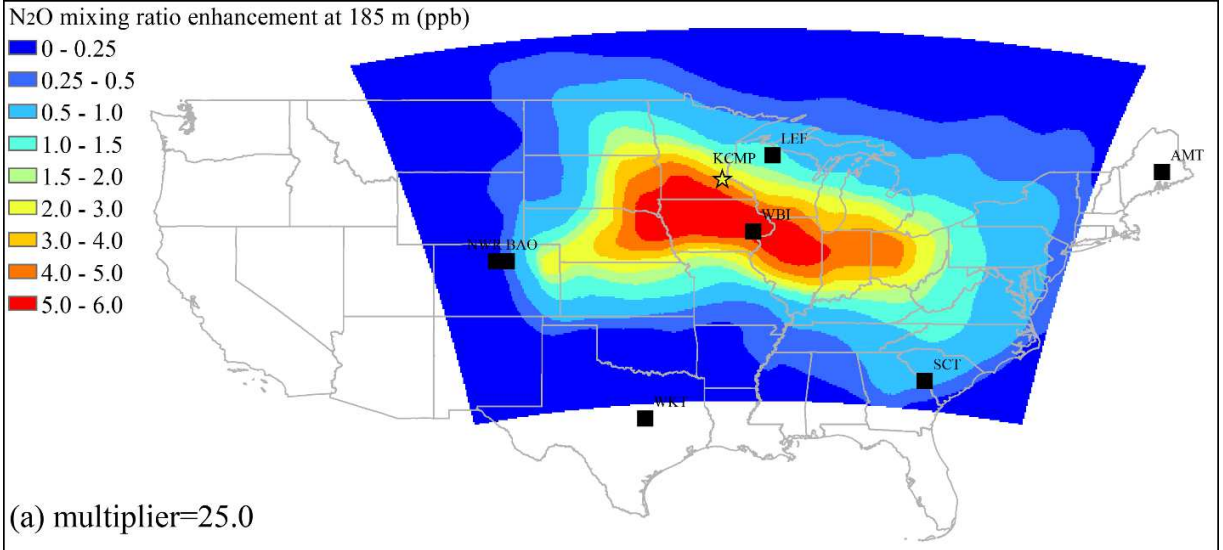 N2O mixing ratio enhancement at 185 m (ppb)
0 - 0.25
0.25 - 0.5
0.5 - 1.0
1.0 - 1.5
1.5 - 2.0
2.0 - 3.0
3.0 - 4.0
4.0 - 5.0
5.0 - 6.0
LEF
KCMP
AMT
WBI
NWR BAO
SCT
WKT
(a) multiplier=25.0